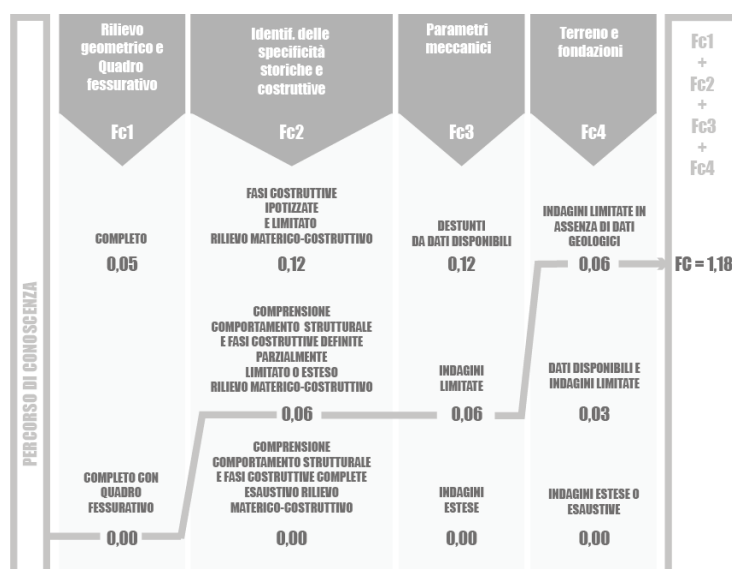 Rilievo
geometrico e
Quadro
fessurativo
Fc1
Identif. delle
specificità
storiche e
costruttive
Fc2
Parametri
meccanici
Fc3
Terreno e
fondazioni
Fc4
Fc1
+
Fc2
+
Fc3
+
Fc4
PERCORSO DI CONOSCENZA
COMPLETO
0,05
FASI COSTRUTTIVE
IPOTIZZATE
E LIMITATO
RILIEVO MATERICO-COSTRUTTIVO
0,12
DESTUNTI
DA DATI DISPONIBILI
0,12
INDAGINI LIMITATE IN
ASSENZA DI DATI
GEOLOGICI
0,06
FC = 1,18
COMPRENSIONE
COMPORTAMENTO STRUTTURALE
E FASI COSTRUTTIVE DEFINITE
PARZIALMENTE
LIMITATO O ESTESO
RILIEVO MATERICO-COSTRUTTIVO
0,06
INDAGINI
LIMITATE
0,06
DATI DISPONIBILI E
INDAGINI LIMITATE
0,03
COMPLETO CON
QUADRO
FESSURATIVO
0,00
COMPRENSIONE
COMPORTAMENTO STRUTTURALE
E FASI COSTRUTTIVE COMPLETE
ESAUSTIVO RILIEVO
MATERICO-COSTRUTTIVO
0,00
INDAGINI
ESTESE
0,00
INDAGINI ESTESE O
ESAUSTIVE
0,00